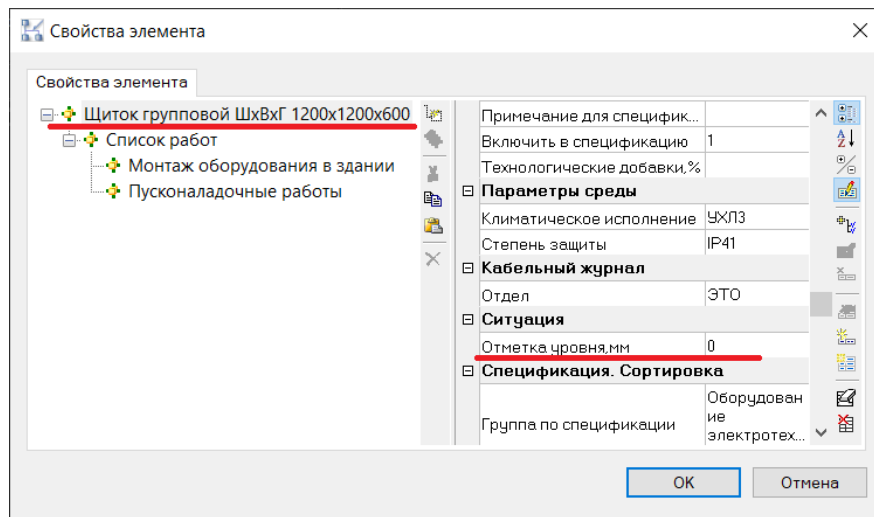 Свойства элемента
Свойства элемента
Щиток групповой ШхВхГ 1200х1200х600
Список работ
Монтаж оборудования в здании
Пусконаладочные работы
Примечание для специфик...
Включить в спецификацию 1
Технологические добавки,%
Параметры среды
Климатическое исполнение УХЛ3
Степень защиты IP41
Кабельный журнал
Отдел ЭТО
Ситуация
Отметка уровня,мм 0
Спецификация. Сортировка
Группа по спецификации Оборудован
ие
электротех...
OK Отмена